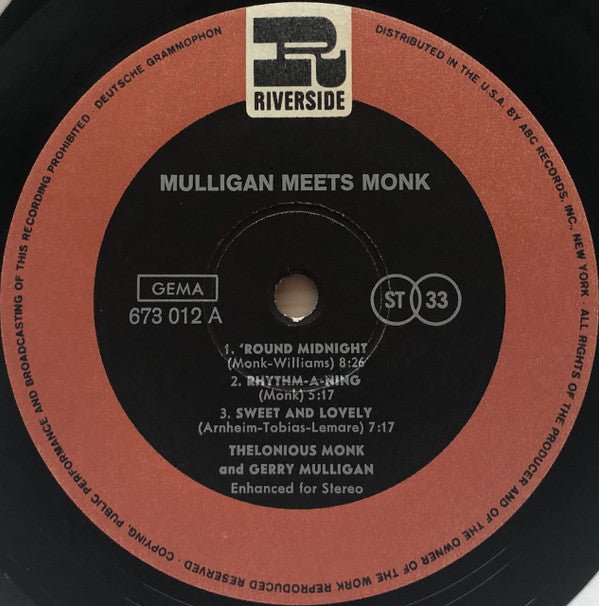 R
RIVERSIDE
MULLIGAN MEETS MONK
GEMA
673 012 A
ST 33
1. 'ROUND MIDNIGHT
(Monk-Williams) 8:26
2. RHYTHM-A-NING
(Monk) 5:17
3. SWEET AND LOVELY
(Arnheim-Tobias-Lemare) 7:17
THELONIOUS MONK
and GERRY MULLIGAN
Enhanced for Stereo
DISTRIBUTED IN THE U.S.A. BY ABC RECORDS, INC., NEW YORK · ALL RIGHTS OF THE PRODUCER AND OF THE OWNER OF THE WORK REPRODUCED RESERVED · COPYING, PUBLIC PERFORMANCE AND BROADCASTING OF THIS RECORDING PROHIBITED · DEUTSCHE GRAMMOPHON